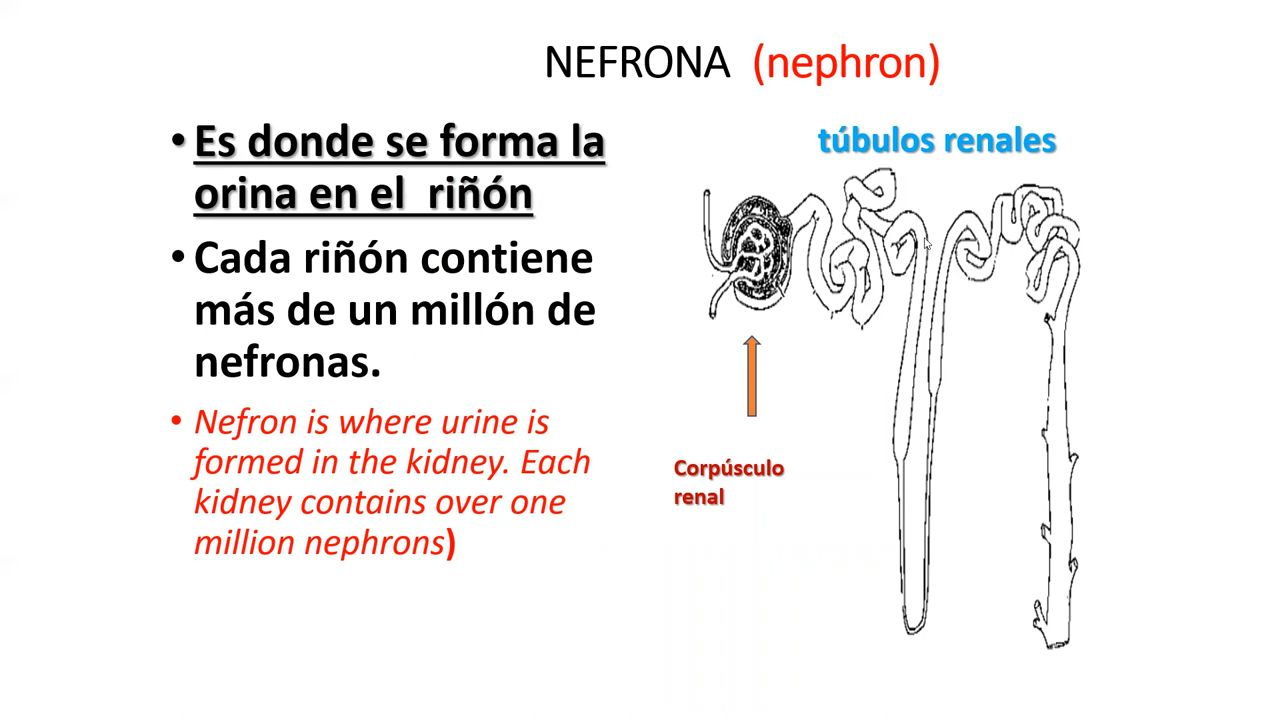 NEFRONA (nephron)
• Es donde se forma la
orina en el riñón
• Cada riñón contiene
más de un millón de
nefronas.
• Nefron is where urine is
formed in the kidney. Each
kidney contains over one
million nephrons)
túbulos renales
Corpúsculo
renal